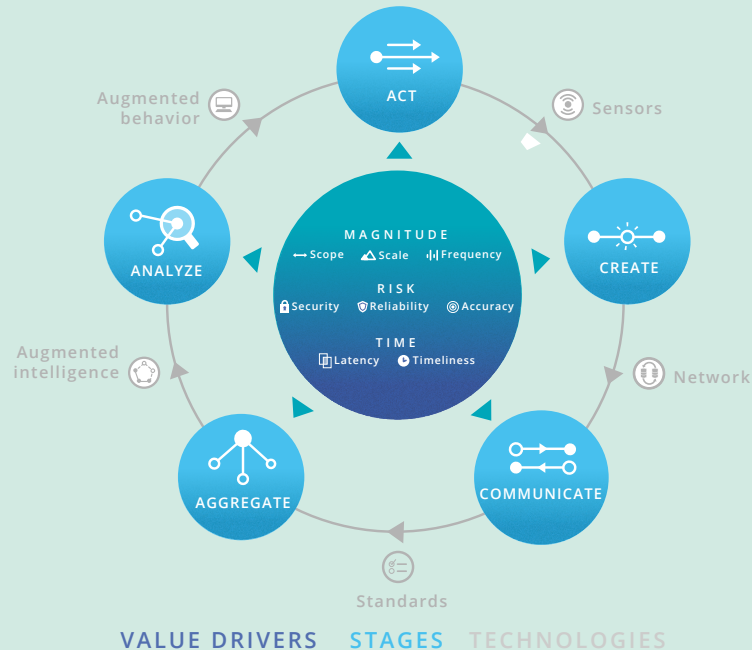 ACT
Augmented
behavior
Sensors
ANALYZE
CREATE
MAGNITUDE
Scope Scale Frequency
RISK
Security Reliability Accuracy
TIME
Latency Timeliness
Augmented
intelligence
Network
AGGREGATE
COMMUNICATE
Standards
VALUE DRIVERS STAGES TECHNOLOGIES